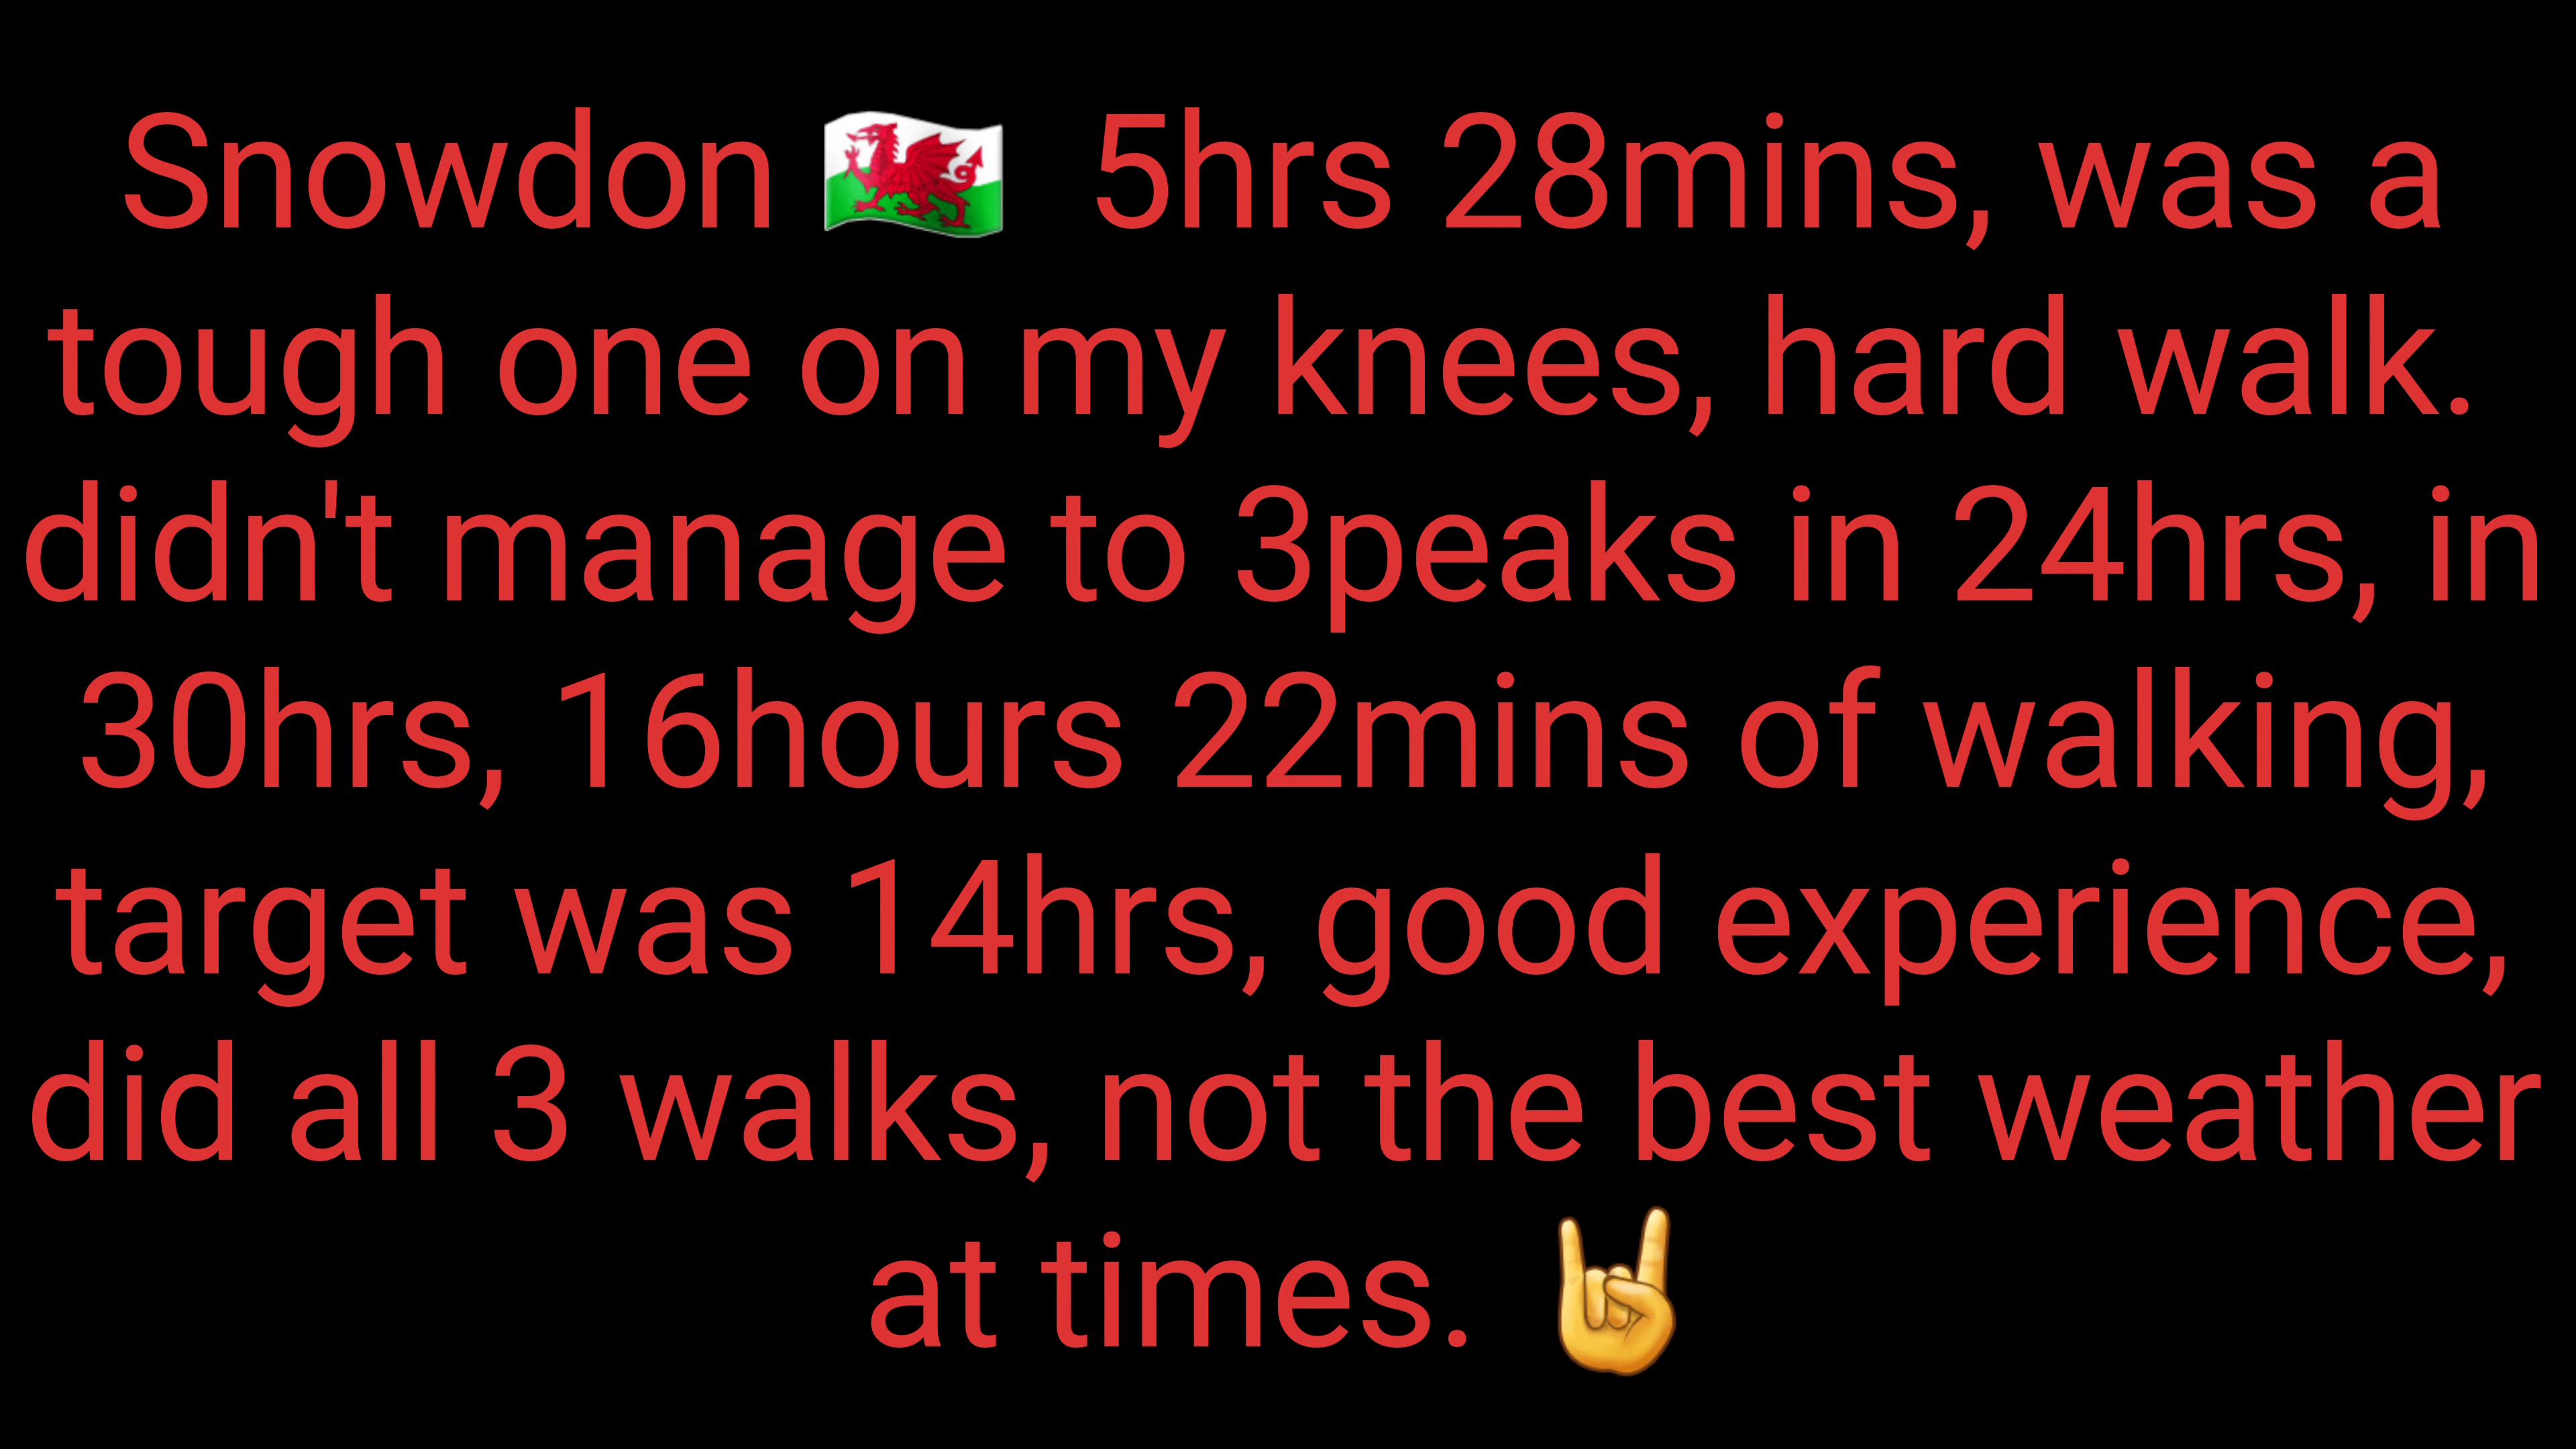 Snowdon 🏴󠁧󠁢󠁷󠁬󠁳󠁿 5hrs 28mins, was a
tough one on my knees, hard walk.
didn't manage to 3peaks in 24hrs, in
30hrs, 16hours 22mins of walking,
target was 14hrs, good experience,
did all 3 walks, not the best weather
at times. 🤘